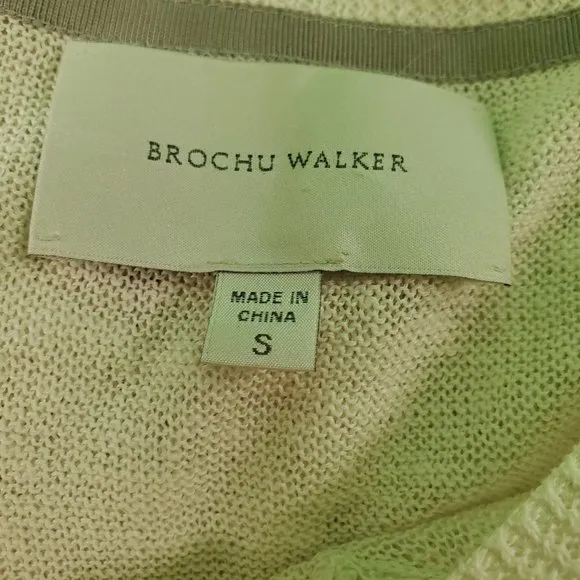 BROCHU WALKER
MADE IN
CHINA
S